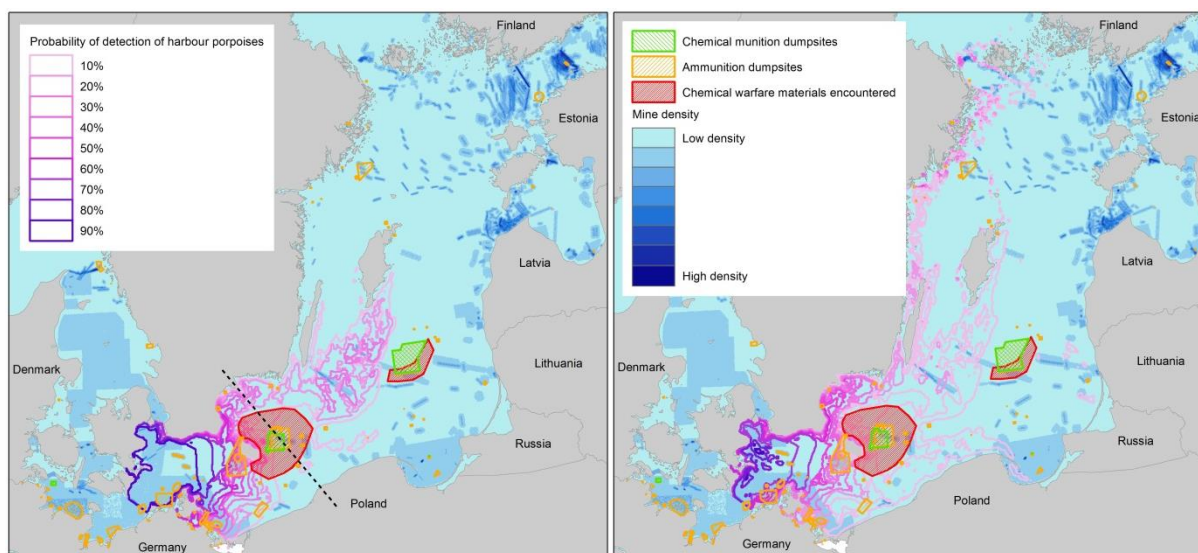 Probability of detection of harbour porpoises
10%
20%
30%
40%
60%
70%
80%
90%
Finland
Estonia
Latvia
Lithuania
Denmark
Russia
Poland
Germany
Finland
Chemical munition dumpsites
Ammunition dumpsites
Chemical warfare materials encountered
Mine density
Low density
High density
Estonia
Latvia
Lithuania
Denmark
Russia
Poland
Germany